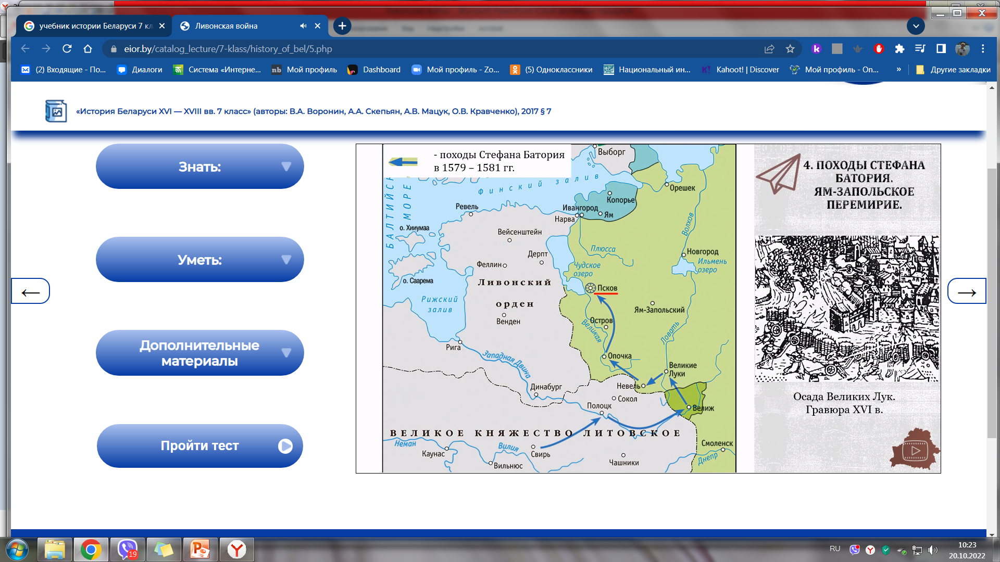 учебник истории Беларуси 7 кл
Ливонская война
eior.by/catalog_lecture/7-klass/history_of_bel/5.php
(2) Входящие - По...
Диалоги
Система «Интерне...
Мой профиль
Dashboard
Мой профиль - Zo...
(5) Одноклассники
Национальный ин...
Kahoot! | Discover
Мой профиль - On...
»
Другие закладки
«История Беларуси XVI — XVIII вв. 7 класс» (авторы: В.А. Воронин, А.А. Скепьян, А.В. Мацук, О.В. Кравченко), 2017 § 7
Знать:
Уметь:
Дополнительные
материалы
Пройти тест
- походы Стефана Батория
в 1579 – 1581 гг.
Выборг
БАЛТИЙСК
МОРЕ
финский залив
Орешек
Копорье
Ревель
Ивангород
Ям
Нарва
о. Хииумаа
Вейсенштейн
Волхов
Дерпт
Плюсса
Новгород
Феллин
Чудское
озеро
Ильмень
озеро
о. Саарема
Ливонский
орден
Псков
Рижский
залив
Ям-Запольский
Венден
Остров
Великая
Ловать
Рига
Западная Двина
Опочка
Великие
Луки
Динабург
Невель
Сокол
Полоцк
Велиж
ВЕЛИКОЕ КНЯЖЕСТВО ЛИТОВСКОЕ
Неман
Вилия
Смоленск
Каунас
Свирь
Днепр
Вильнюс
Чашники
4. ПОХОДЫ СТЕФАНА
БАТОРИЯ.
ЯМ-ЗАПОЛЬСКОЕ
ПЕРЕМИРИЕ.
Осада Великих Лук.
Гравюра XVI в.
19
RU
10:23
20.10.2022